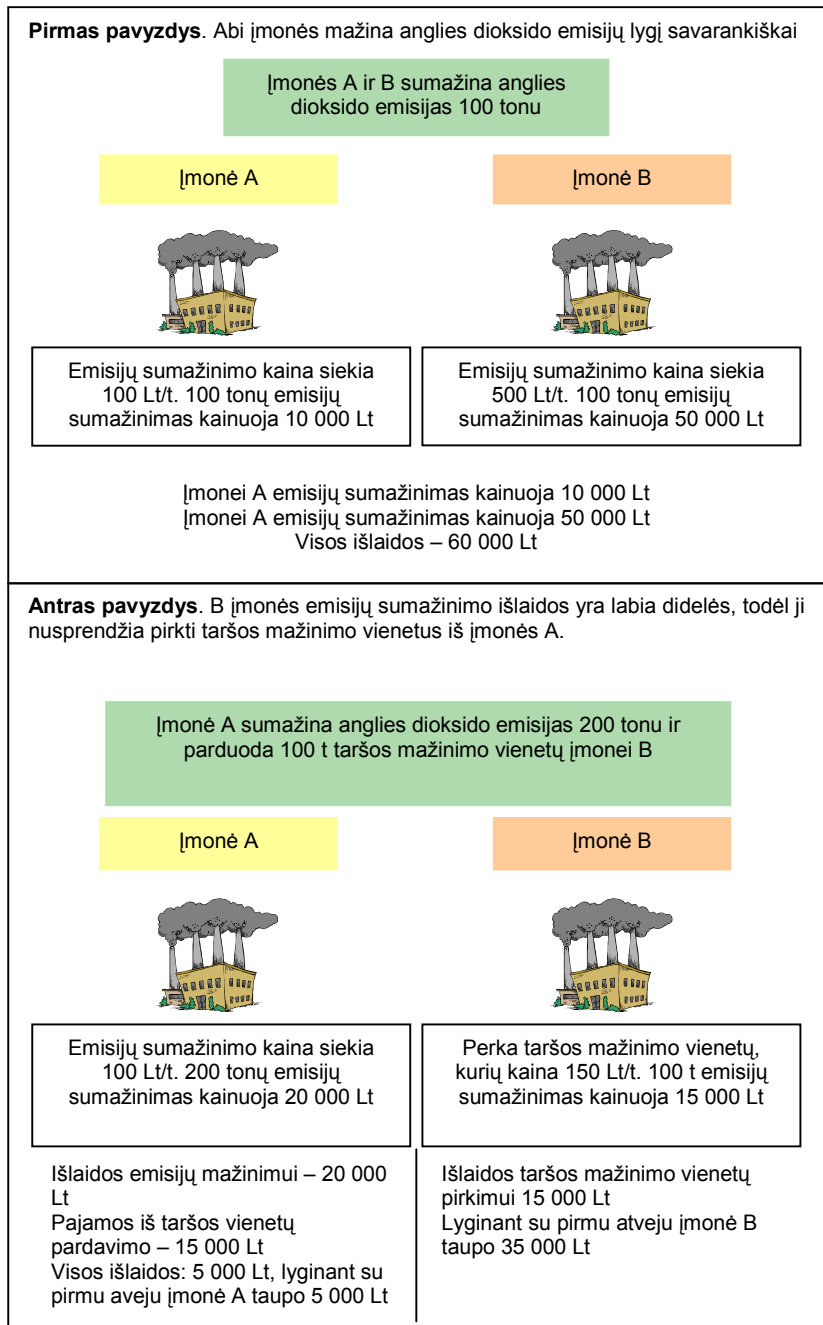 Pirmas pavyzdys. Abi įmonės mažina anglies dioksido emisijų lygį savarankiškai
Įmonės A ir B sumažina anglies
dioksido emisijas 100 tonu
Įmonė A
Įmonė B
Emisijų sumažinimo kaina siekia
100 Lt/t. 100 tonų emisijų
sumažinimas kainuoja 10 000 Lt
Emisijų sumažinimo kaina siekia
500 Lt/t. 100 tonų emisijų
sumažinimas kainuoja 50 000 Lt
Įmonei A emisijų sumažinimas kainuoja 10 000 Lt
Įmonei A emisijų sumažinimas kainuoja 50 000 Lt
Visos išlaidos – 60 000 Lt
Antras pavyzdys. B įmonės emisijų sumažinimo išlaidos yra labia didelės, todėl ji
nusprendžia pirkti taršos mažinimo vienetus iš įmonės A.
Įmonė A sumažina anglies dioksido emisijas 200 tonu ir
parduoda 100 t taršos mažinimo vienetų įmonei B
Įmonė A
Įmonė B
Emisijų sumažinimo kaina siekia
100 Lt/t. 200 tonų emisijų
sumažinimas kainuoja 20 000 Lt
Perka taršos mažinimo vienetų,
kurių kaina 150 Lt/t. 100 t emisijų
sumažinimas kainuoja 15 000 Lt
Išlaidos emisijų mažinimui – 20 000
Lt
Pajamos iš taršos vienetų
pardavimo – 15 000 Lt
Visos išlaidos: 5 000 Lt, lyginant su
pirmu aveju įmonė A taupo 5 000 Lt
Išlaidos taršos mažinimo vienetų
pirkimui 15 000 Lt
Lyginant su pirmu atveju įmonė B
taupo 35 000 Lt